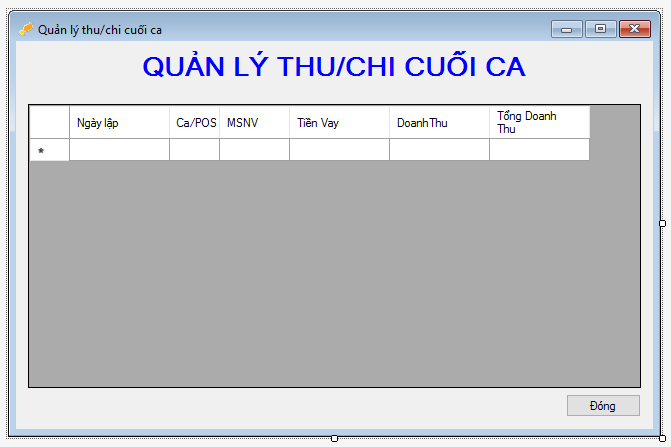 Quản lý thu/chi cuối ca
QUẢN LÝ THU/CHI CUỐI CA
Ngày lập Ca/POS MSNV Tiền Vay DoanhThu Tổng Doanh
Thu
*
Đóng